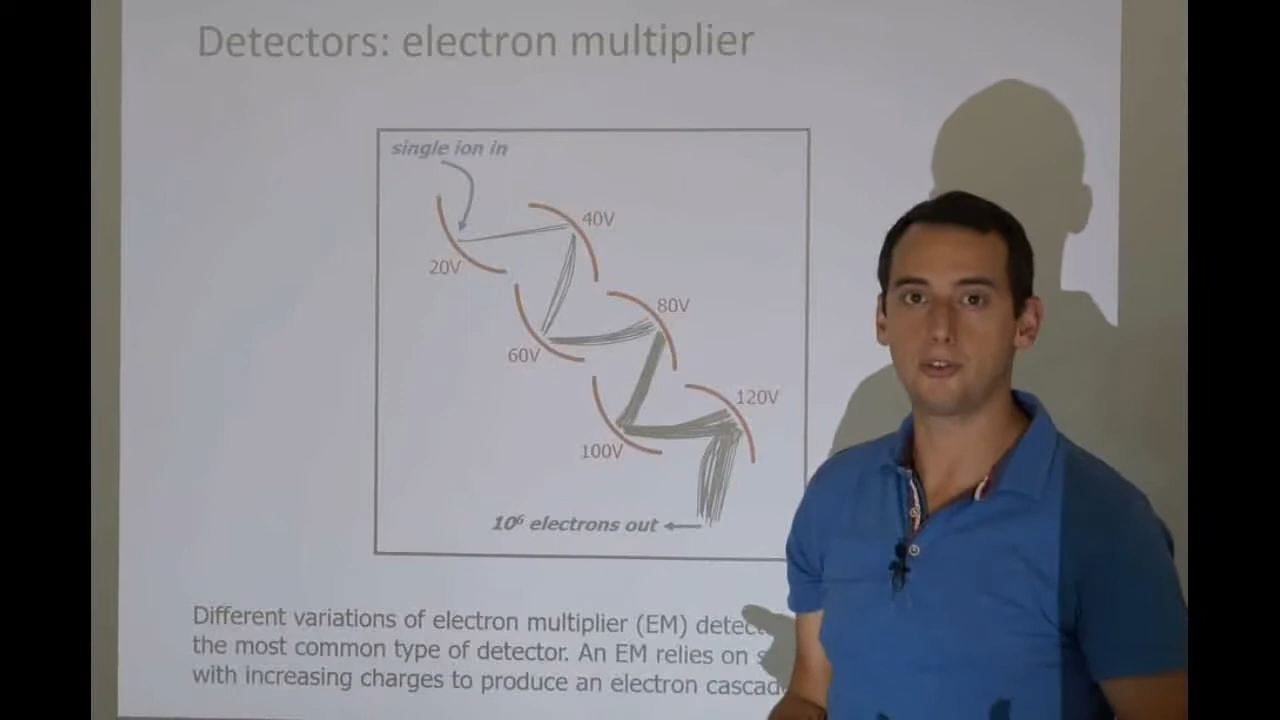 Detectors: electron multiplier
single ion in
40V
20V
80V
60V
120V
100V
10⁶ electrons out
Different variations of electron multiplier (EM)
the most common type of detector. An EM relies on
with increasing charges to produce an electron